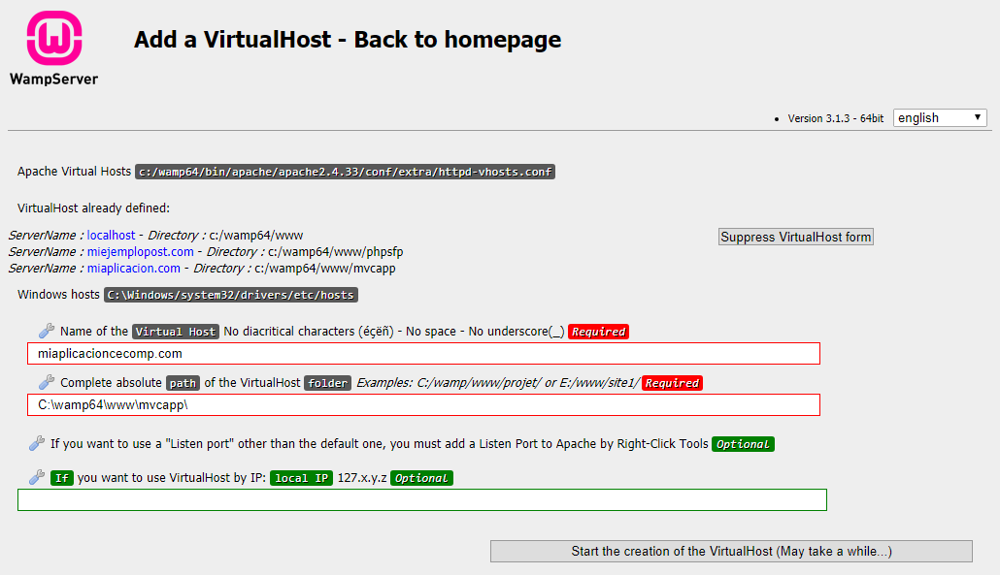 WampServer
Add a VirtualHost - Back to homepage
• Version 3.1.3 - 64bit english
Apache Virtual Hosts c:/wamp64/bin/apache/apache2.4.33/conf/extra/httpd-vhosts.conf
VirtualHost already defined:
ServerName : localhost - Directory : c:/wamp64/www
Suppress VirtualHost form
ServerName : miejemplopost.com - Directory : c:/wamp64/www/phpsfp
ServerName : miaplicacion.com - Directory : c:/wamp64/www/mvcapp
Windows hosts C:\Windows/system32/drivers/etc/hosts
Name of the Virtual Host No diacritical characters (éçëñ) - No space - No underscore(_) Required
miaplicacioncecomp.com
Complete absolute path of the VirtualHost folder Examples: C:/wamp/www/projet/ or E:/www/site1/ Required
C:\wamp64\www\mvcapp\
If you want to use a "Listen port" other than the default one, you must add a Listen Port to Apache by Right-Click Tools Optional
If you want to use VirtualHost by IP: local IP 127.x.y.z Optional
Start the creation of the VirtualHost (May take a while...)